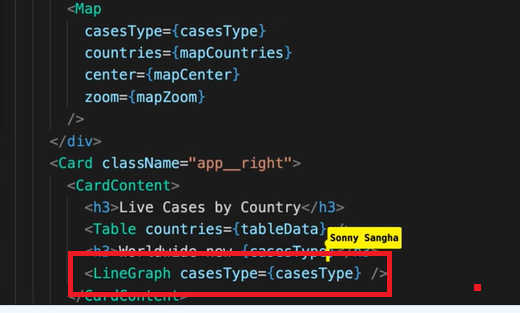 <Map
casesType={casesType}
countries={mapCountries}
center={mapCenter}
zoom={mapZoom}
/>
</div>
<Card className="app__right">
<CardContent>
<h3>Live Cases by Country</h3>
<Table countries={tableData} />
Sonny Sangha
<h3>Worldwide new {casesType}</h3>
<LineGraph casesType={casesType} />
</CardContent>